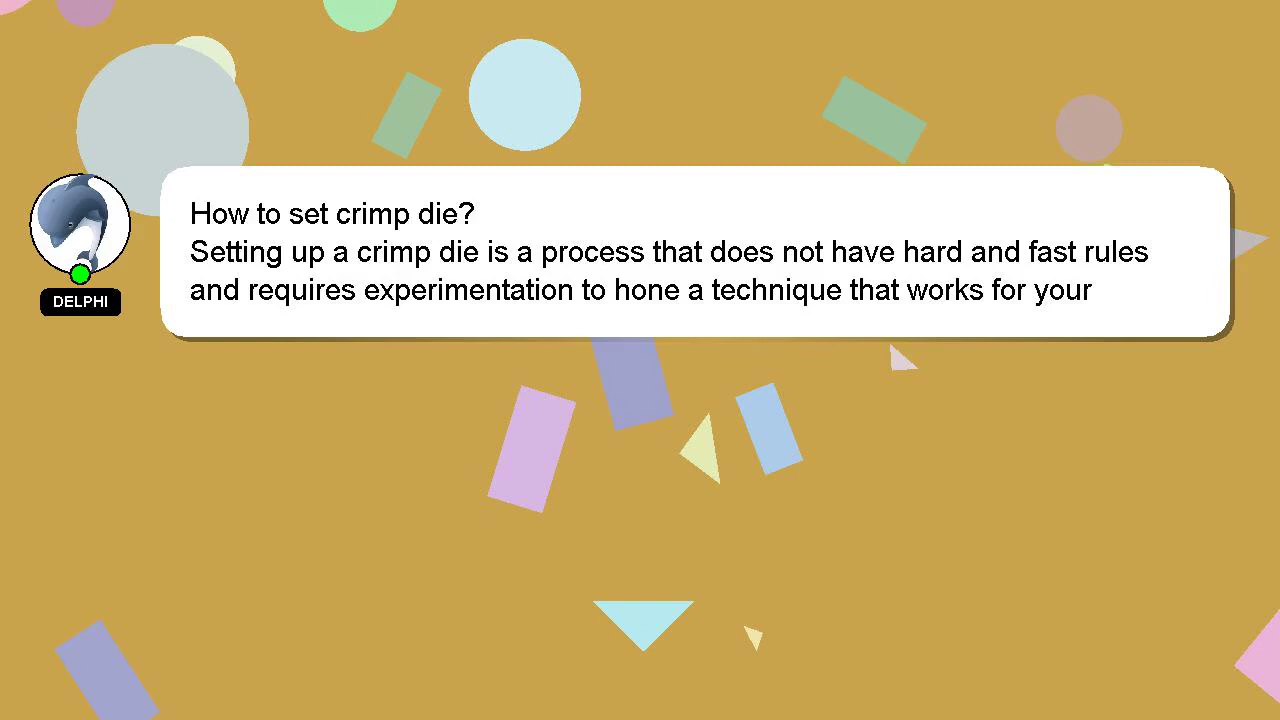 How to set crimp die?
Setting up a crimp die is a process that does not have hard and fast rules
and requires experimentation to hone a technique that works for your
DELPHI